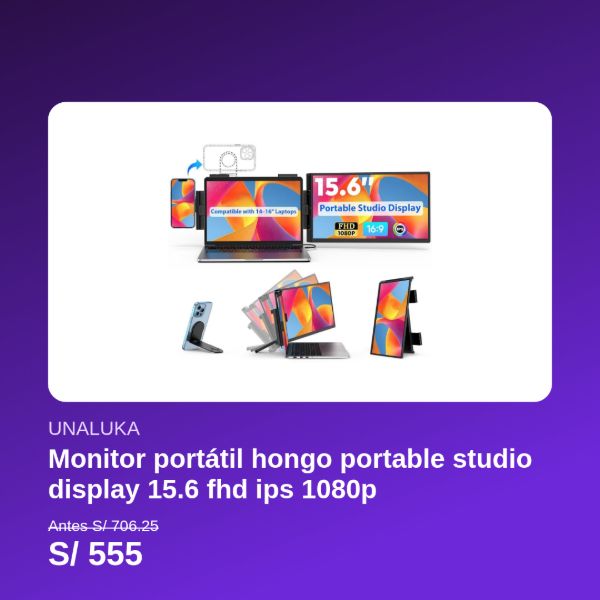 15.6"
Portable Studio Display
Compatible with 14-16" Laptops
FHD
1080P
16:9
UNALUKA
Monitor portátil hongo portable studio
display 15.6 fhd ips 1080p
Antes S/ 706.25
S/ 555